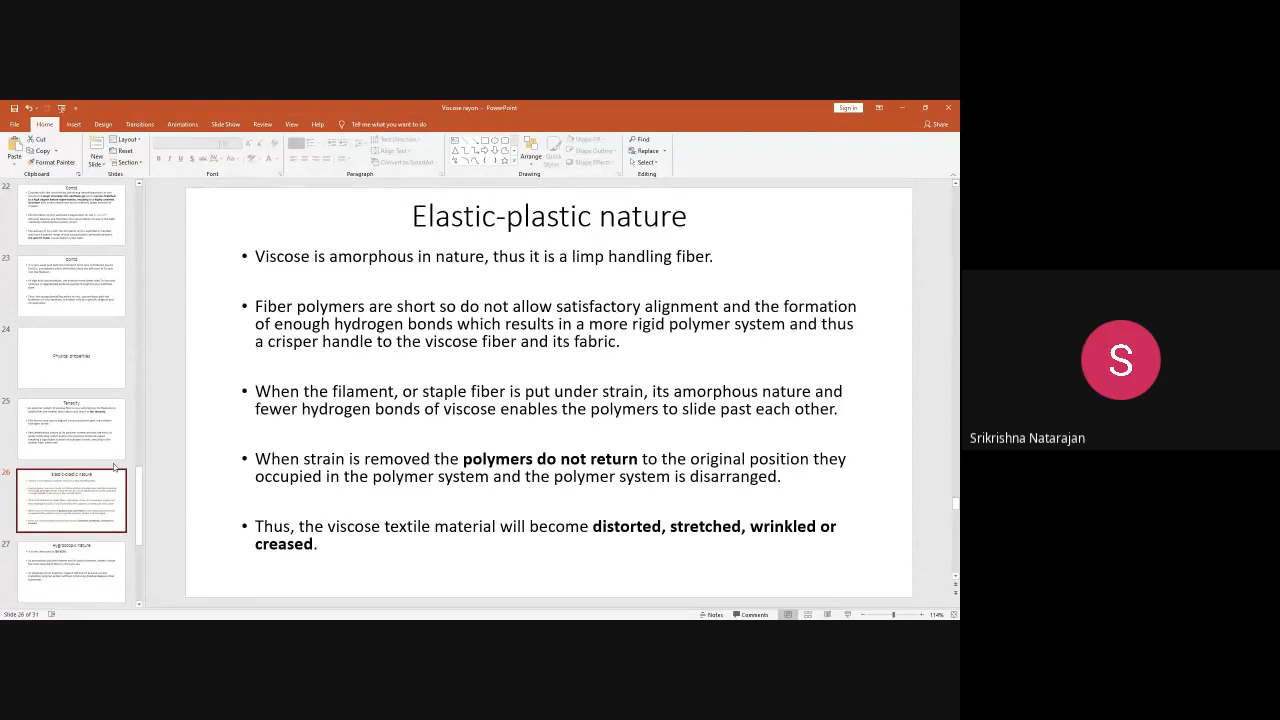 Viscose rayon - PowerPoint
Sign in
File Home Insert Design Transitions Animations Slide Show Review View Help Tell me what you want to do
Share
Paste
Cut
Copy
Format Painter
Clipboard
New Slide
Layout
Reset
Section
Slides
Font
Text Direction
Align Text
Convert to SmartArt
Paragraph
Arrange
Quick Styles
Shape Fill
Shape Outline
Shape Effects
Drawing
Find
Replace
Select
Editing
22
23
24
Physical properties
25
Tenacity
26
Elastic-plastic nature
27
Hygroscopic Nature
Elastic-plastic nature
• Viscose is amorphous in nature, thus it is a limp handling fiber.
• Fiber polymers are short so do not allow satisfactory alignment and the formation
of enough hydrogen bonds which results in a more rigid polymer system and thus
a crisper handle to the viscose fiber and its fabric.
• When the filament, or staple fiber is put under strain, its amorphous nature and
fewer hydrogen bonds of viscose enables the polymers to slide past each other.
• When strain is removed the polymers do not return to the original position they
occupied in the polymer system and the polymer system is disarranged.
• Thus, the viscose textile material will become distorted, stretched, wrinkled or
creased.
Slide 26 of 31
Notes
Comments
114%
S
Srikrishna Natarajan